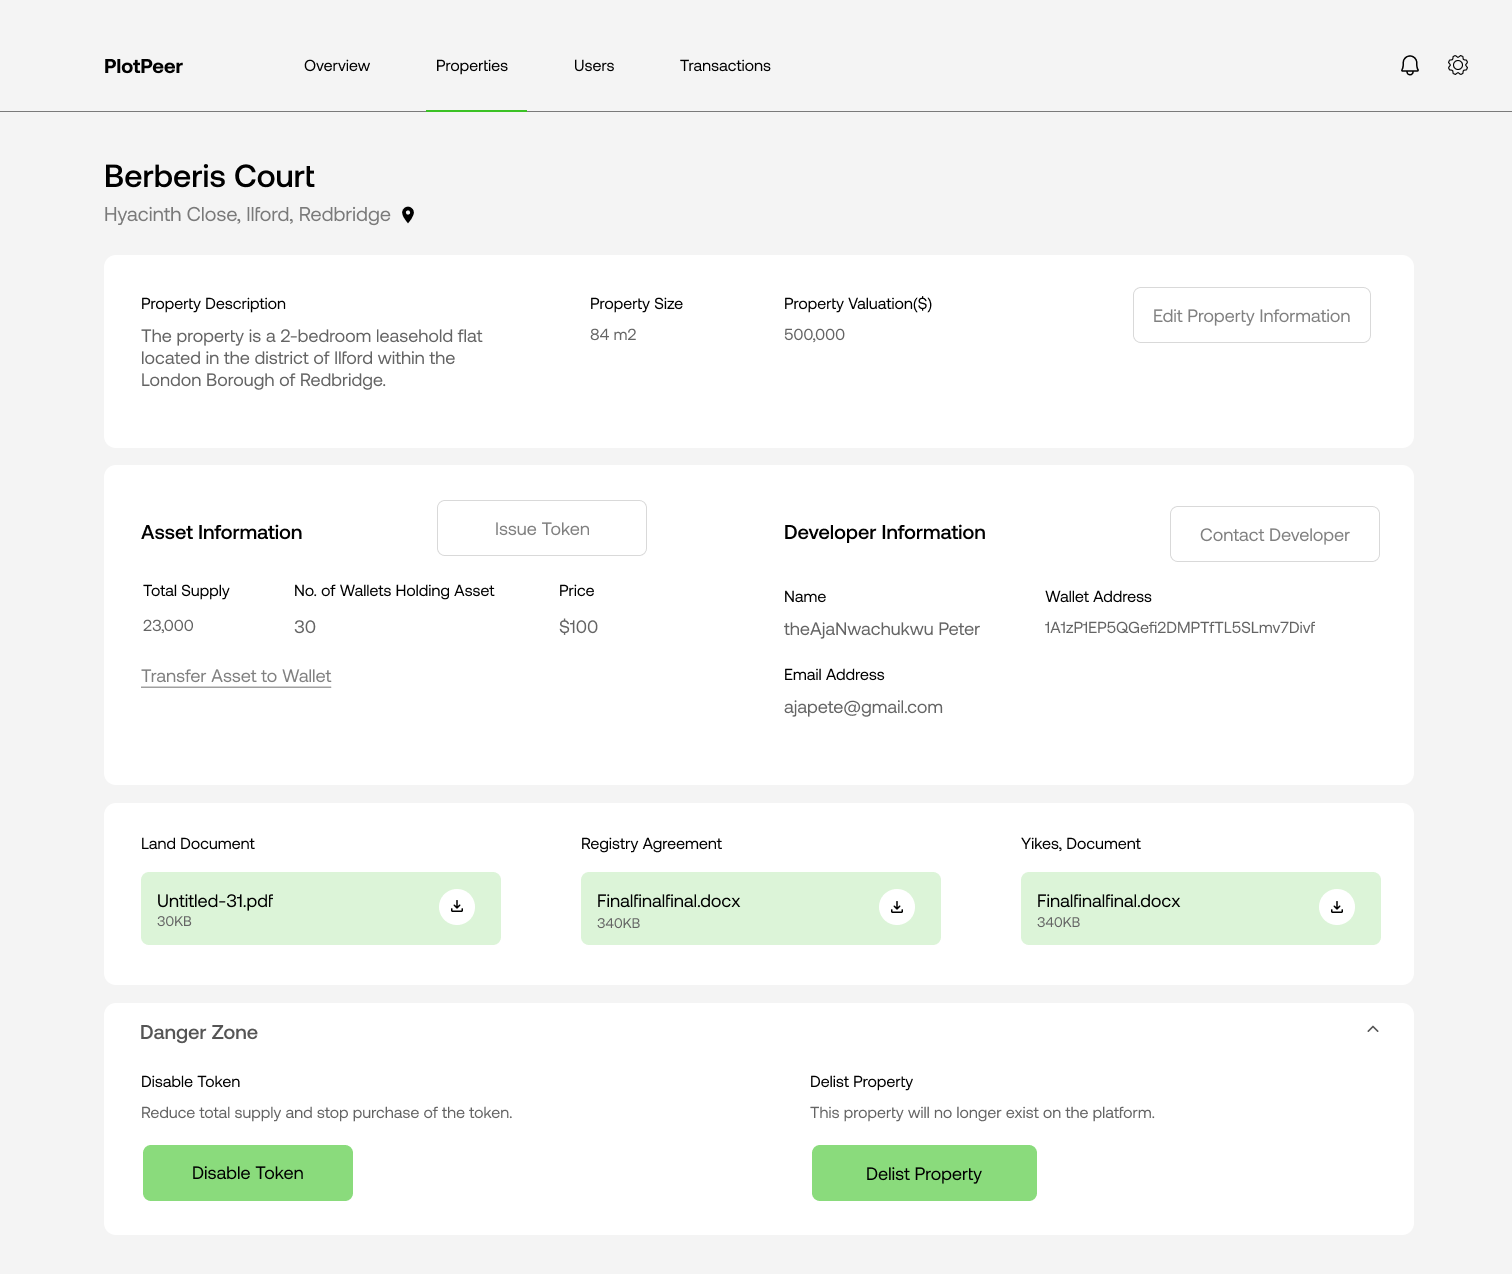 PlotPeer
Overview
Properties
Users
Transactions
Berberis Court
Hyacinth Close, Ilford, Redbridge
Property Description
The property is a 2-bedroom leasehold flat
located in the district of Ilford within the
London Borough of Redbridge.
Property Size
84 m2
Property Valuation($)
500,000
Edit Property Information
Asset Information
Issue Token
Total Supply
23,000
No. of Wallets Holding Asset
30
Price
$100
Transfer Asset to Wallet
Developer Information
Contact Developer
Name
theAjaNwachukwu Peter
Wallet Address
1A1zP1EP5QGefi2DMPTfTL5SLmv7Divf
Email Address
ajapete@gmail.com
Land Document
Untitled-31.pdf
30KB
Registry Agreement
Finalfinalfinal.docx
340KB
Yikes, Document
Finalfinalfinal.docx
340KB
Danger Zone
Disable Token
Reduce total supply and stop purchase of the token.
Disable Token
Delist Property
This property will no longer exist on the platform.
Delist Property